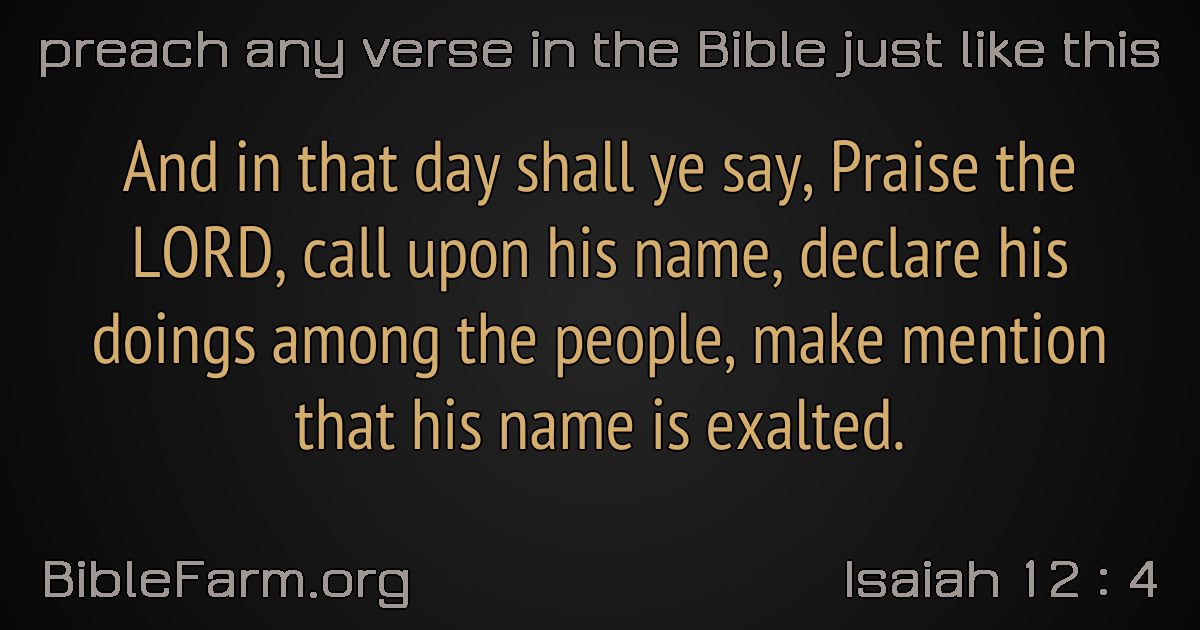 preach any verse in the Bible just like this
And in that day shall ye say, Praise the
LORD, call upon his name, declare his
doings among the people, make mention
that his name is exalted.
BibleFarm.org
Isaiah 12 : 4